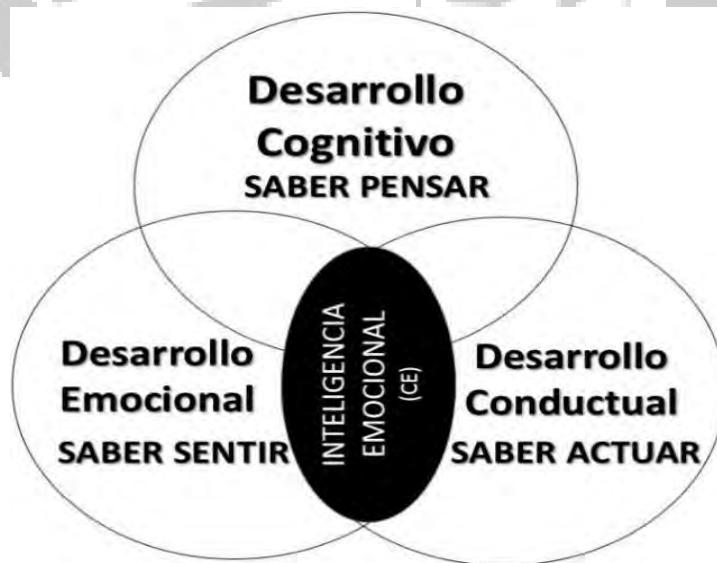 Desarrollo
Cognitivo
SABER PENSAR
Desarrollo
Emocional
SABER SENTIR
INTELIGENCIA
EMOCIONAL
(CE)
Desarrollo
Conductual
SABER ACTUAR